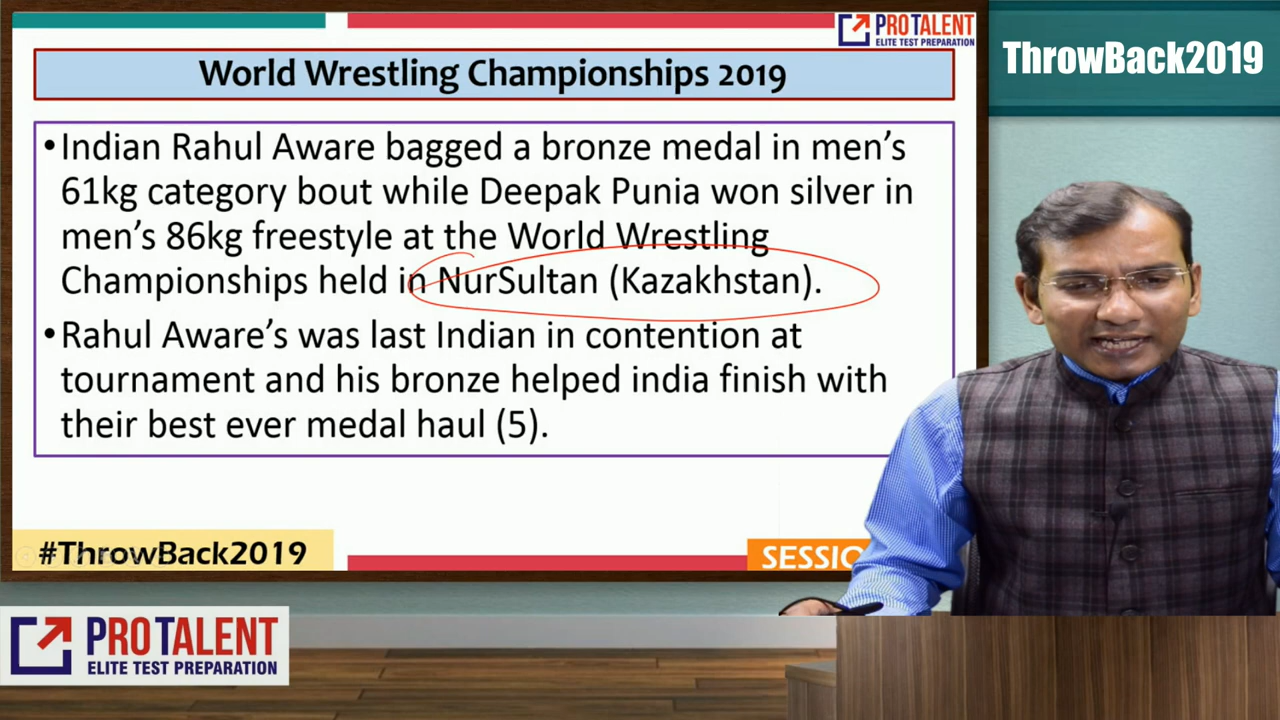 PROTALENT
ELITE TEST PREPARATION
ThrowBack2019
World Wrestling Championships 2019
•Indian Rahul Aware bagged a bronze medal in men's
61kg category bout while Deepak Punia won silver in
men's 86kg freestyle at the World Wrestling
Championships held in NurSultan (Kazakhstan).
•Rahul Aware's was last Indian in contention at
tournament and his bronze helped india finish with
their best ever medal haul (5).
#ThrowBack2019
PROTALENT
ELITE TEST PREPARATION